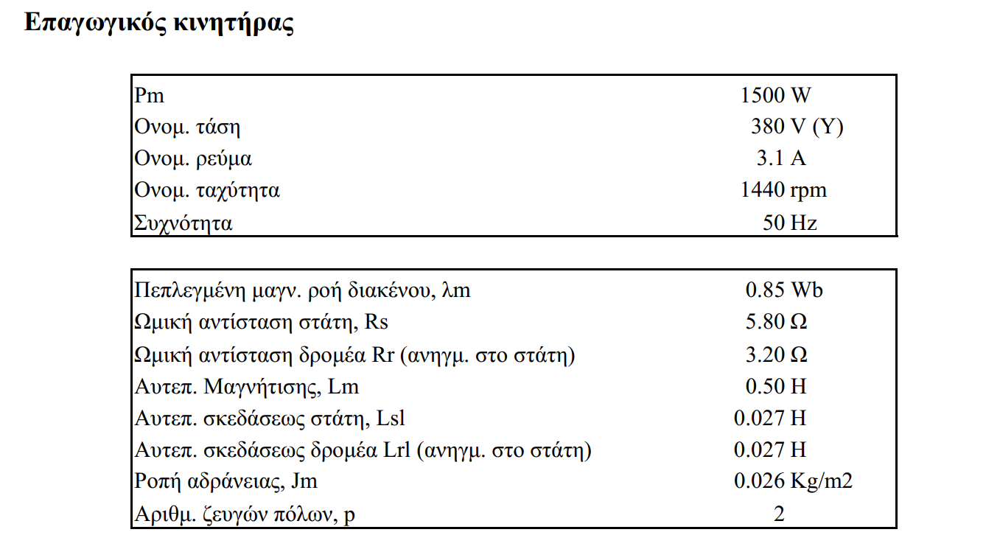 Επαγωγικός κινητήρας
Pm 1500 W
Ονομ. τάση 380 V (Y)
Ονομ. ρεύμα 3.1 A
Ονομ. ταχύτητα 1440 rpm
Συχνότητα 50 Hz
Πεπλεγμένη μαγν. ροή διακένου, λm 0.85 Wb
Ωμική αντίσταση στάτη, Rs 5.80 Ω
Ωμική αντίσταση δρομέα Rr (ανηγμ. στο στάτη) 3.20 Ω
Αυτεπ. Μαγνήτισης, Lm 0.50 H
Αυτεπ. σκεδάσεως στάτη, Lsl 0.027 H
Αυτεπ. σκεδάσεως δρομέα Lrl (ανηγμ. στο στάτη) 0.027 H
Ροπή αδράνειας, Jm 0.026 Kg/m2
Αριθμ. ζευγών πόλων, p 2